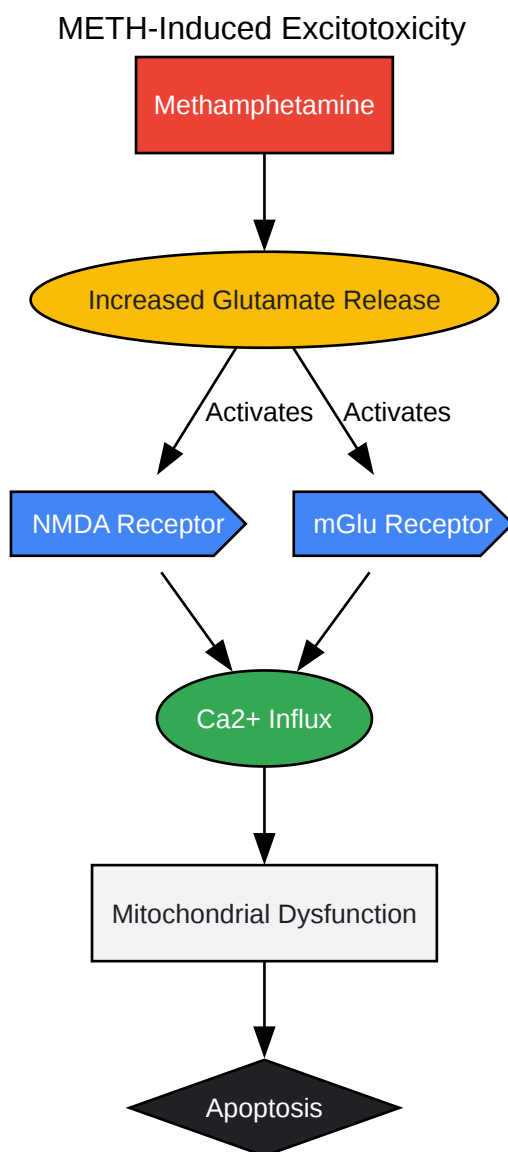 METH-Induced Excitotoxicity
Methamphetamine
Increased Glutamate Release
Activates
Activates
NMDA Receptor
mGlu Receptor
Ca2+ Influx
Mitochondrial Dysfunction
Apoptosis